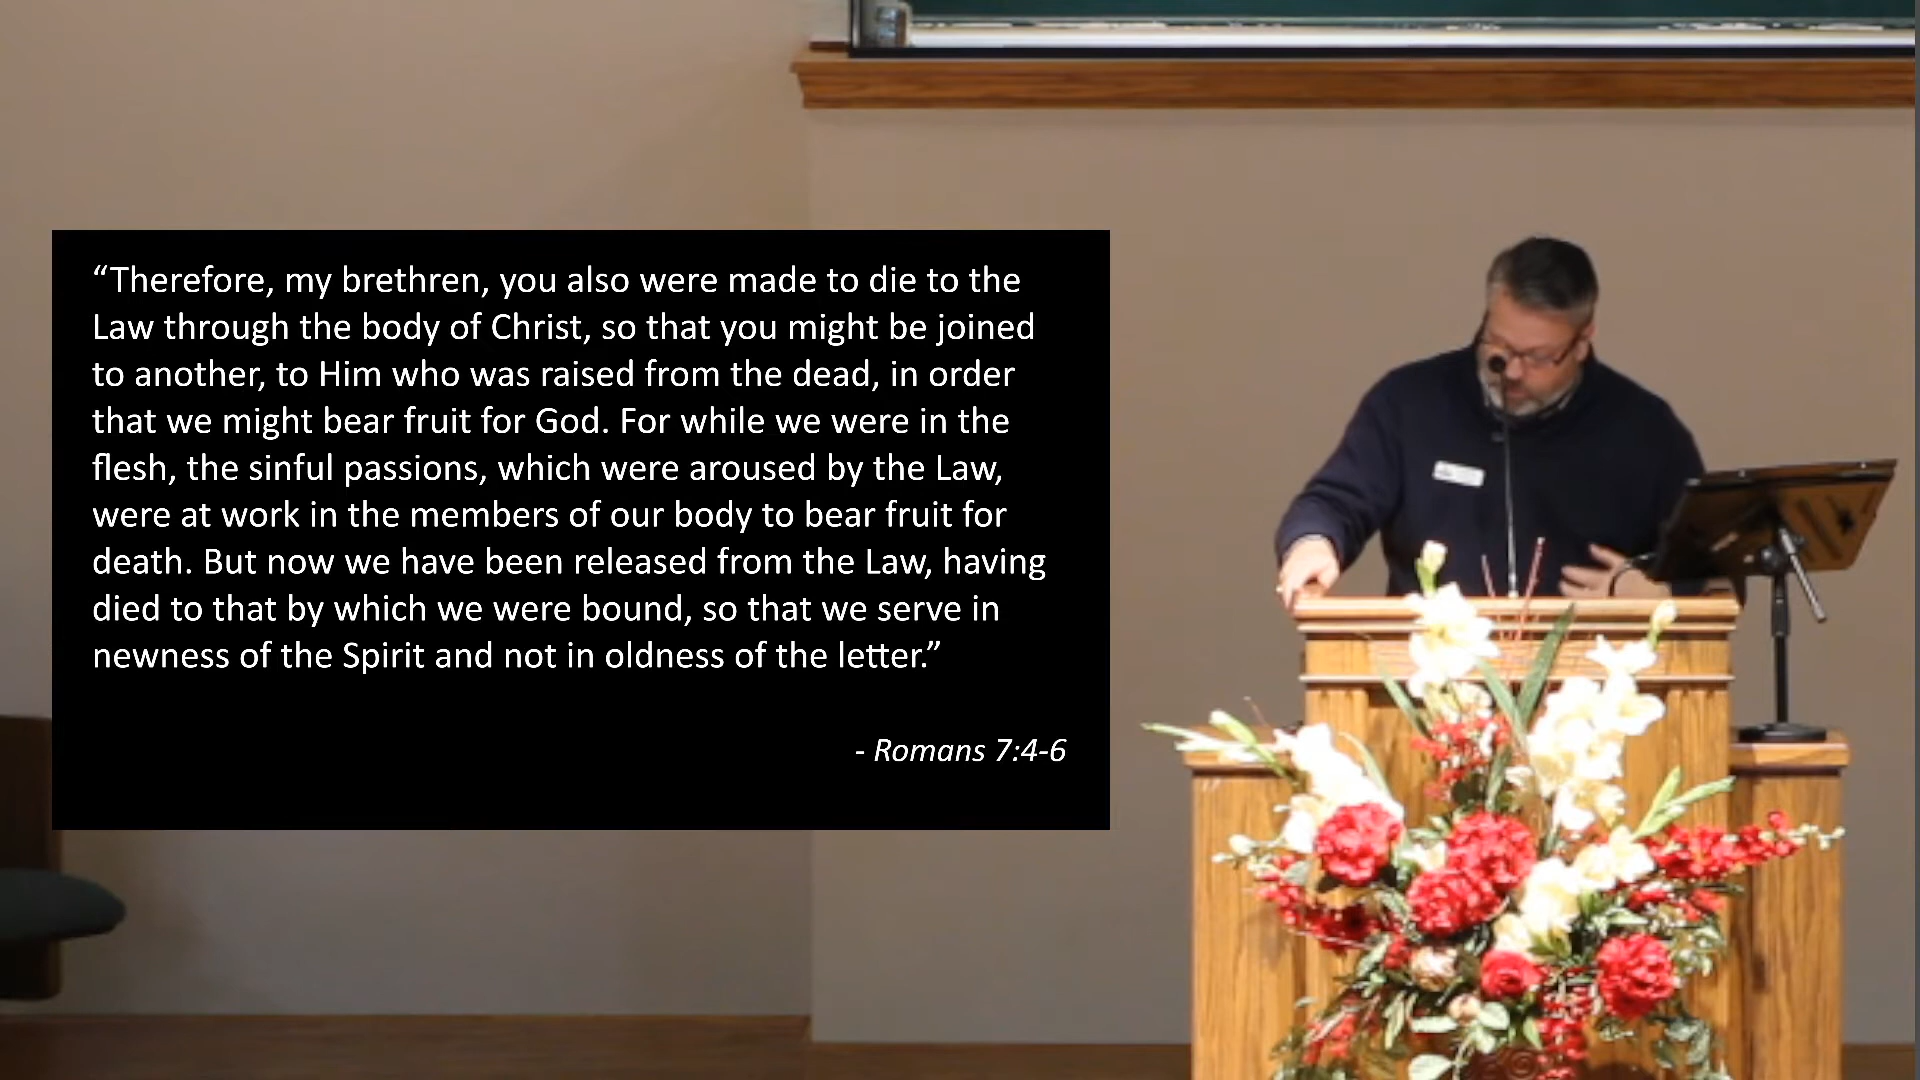 “Therefore, my brethren, you also were made to die to the
Law through the body of Christ, so that you might be joined
to another, to Him who was raised from the dead, in order
that we might bear fruit for God. For while we were in the
flesh, the sinful passions, which were aroused by the Law,
were at work in the members of our body to bear fruit for
death. But now we have been released from the Law, having
died to that by which we were bound, so that we serve in
newness of the Spirit and not in oldness of the letter.”
- Romans 7:4-6